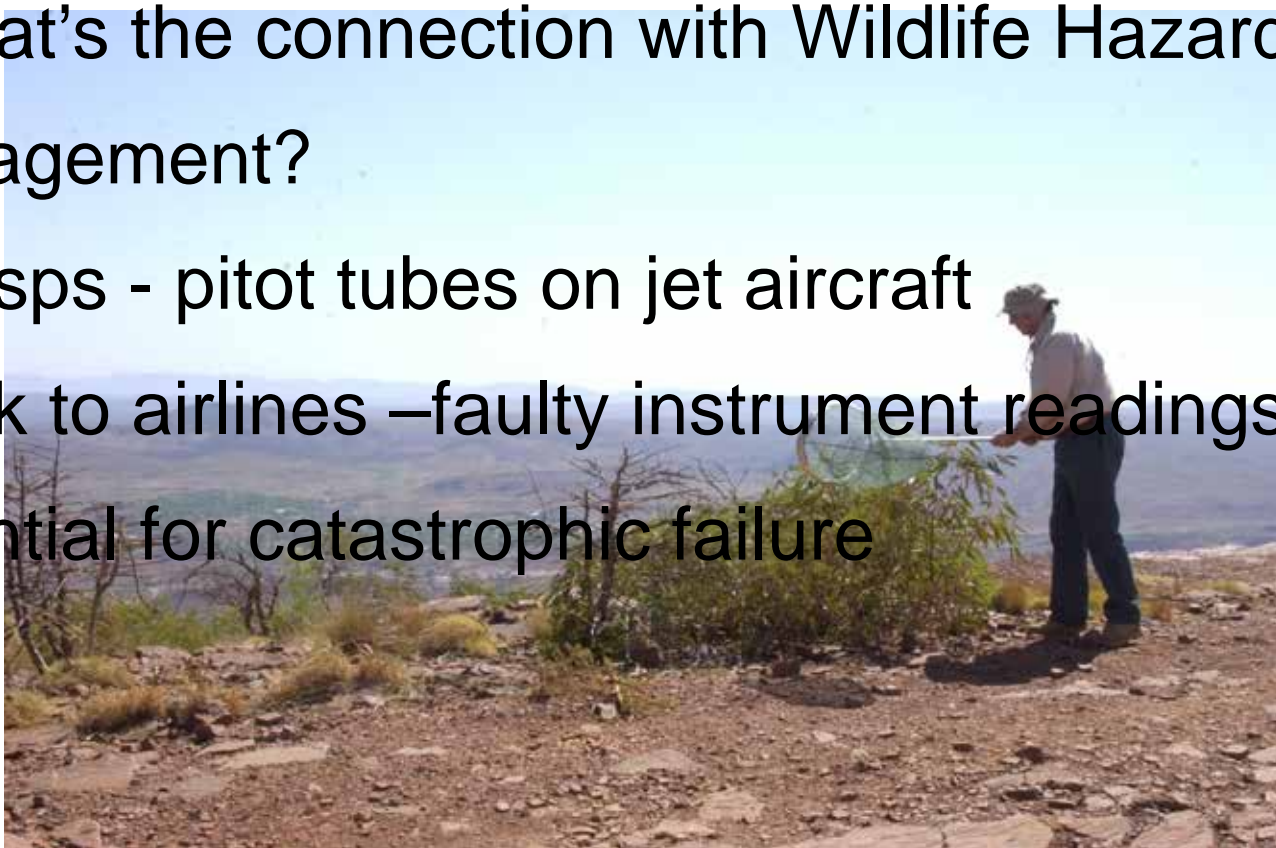 at’s the connection with Wildlife Hazard
agement?
sps - pitot tubes on jet aircraft
k to airlines –faulty instrument readings
ntial for catastrophic failure